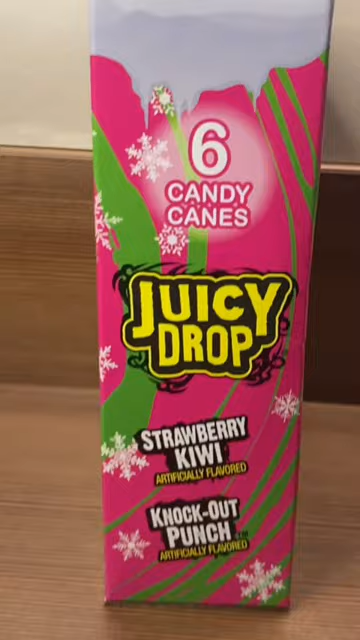 6
CANDY
CANES
JUICY
DROP
STRAWBERRY
KIWI
ARTIFICIALLY FLAVORED
KNOCK-OUT
PUNCH
ARTIFICIALLY FLAVORED